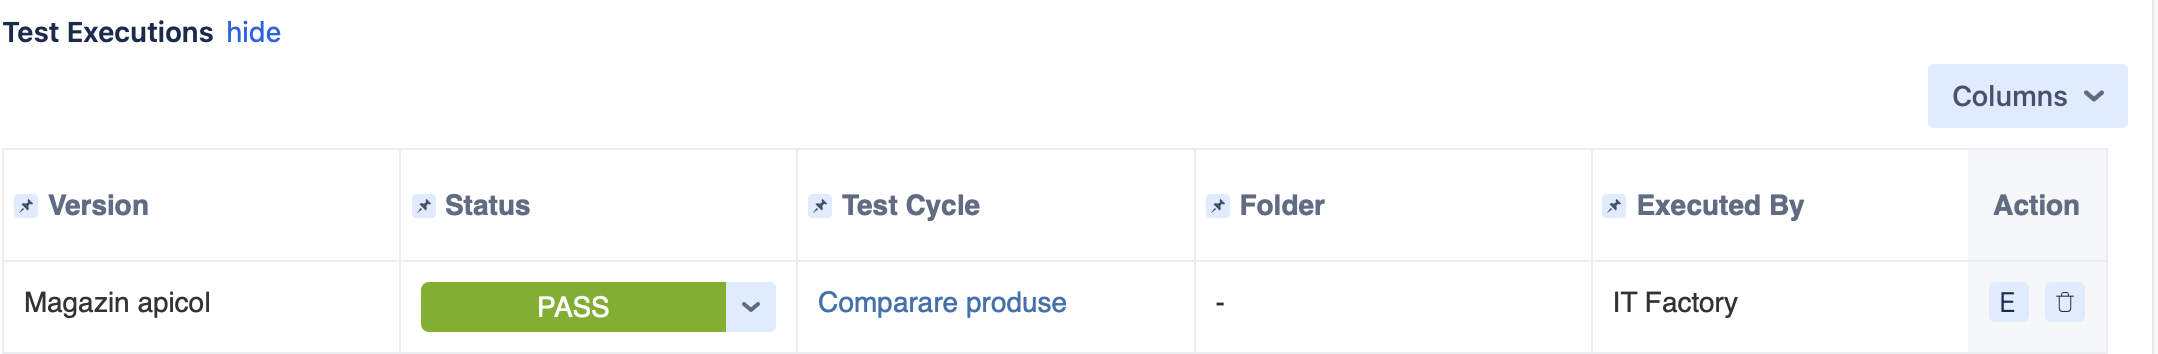 Test Executions hide
Columns
Version Status Test Cycle Folder Executed By Action
Magazin apicol PASS Comparare produse - IT Factory E